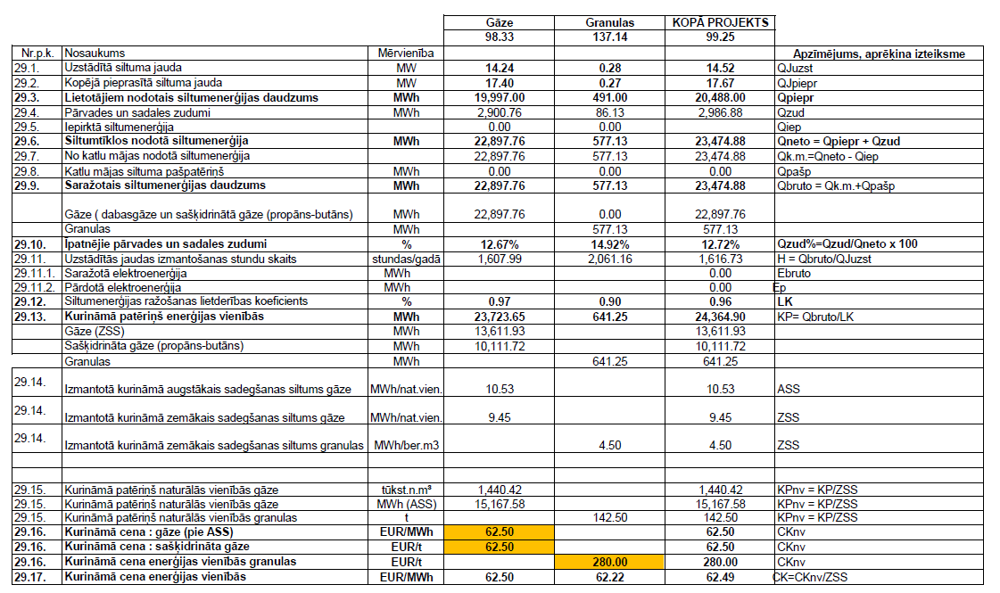 Gāze Granulas KOPĀ PROJEKTS
98.33 137.14 99.25
Nr.p.k. Nosaukums Mērvienība Apzīmējums, aprēķina izteiksme
29.1. Uzstādītā siltuma jauda MW 14.24 0.28 14.52 QJuzst
29.2. Kopējā pieprasītā siltuma jauda MW 17.40 0.27 17.67 QJpiepr
29.3. Lietotājiem nodotais siltumenerģijas daudzums MWh 19,997.00 491.00 20,488.00 Qpiepr
29.4. Pārvades un sadales zudumi MWh 2,900.76 86.13 2,986.88 Qzud
29.5. Iepirktā siltumenerģija 0.00 0.00 Qiep
29.6. Siltumtīklos nodotā siltumenerģija MWh 22,897.76 577.13 23,474.88 Qneto = Qpiepr + Qzud
29.7. No katlu mājas nodotā siltumenerģija 22,897.76 577.13 23,474.88 Qk.m.=Qneto - Qiep
29.8. Katlu mājas siltuma pašpatēriņš MWh 0.00 0.00 0.00 Qpašp
29.9. Saražotais siltumenerģijas daudzums MWh 22,897.76 577.13 23,474.88 Qbruto = Qk.m.+Qpašp
Gāze ( dabasgāze un sašķidrinātā gāze (propāns-butāns) MWh 22,897.76 0.00 22,897.76
Granulas MWh 577.13 577.13
29.10. Īpatnējie pārvades un sadales zudumi % 12.67% 14.92% 12.72% Qzud%=Qzud/Qneto x 100
29.11. Uzstādītās jaudas izmantošanas stundu skaits stundas/gadā 1,607.99 2,061.16 1,616.73 H = Qbruto/QJuzst
29.11.1. Saražotā elektroenerģija MWh 0.00 Ebruto
29.11.2. Pārdotā elektroenerģija MWh 0.00 Ep
29.12. Siltumenerģijas ražošanas lietderības koeficients % 0.97 0.90 0.96 LK
29.13. Kurināmā patēriņš enerģijas vienībās MWh 23,723.65 641.25 24,364.90 KP= Qbruto/LK
Gāze (ZSS) MWh 13,611.93 13,611.93
Sašķidrināta gāze (propāns-butāns) MWh 10,111.72 10,111.72
Granulas MWh 641.25 641.25
29.14. Izmantotā kurināmā augstākais sadegšanas siltums gāze MWh/nat.vien. 10.53 10.53 ASS
29.14. Izmantotā kurināmā zemākais sadegšanas siltums gāze MWh/nat.vien. 9.45 9.45 ZSS
29.14. Izmantotā kurināmā zemākais sadegšanas siltums granulas MWh/ber.m3 4.50 4.50 ZSS
29.15. Kurināmā patēriņš naturālās vienībās gāze tūkst.n.m³ 1,440.42 1,440.42 KPnv = KP/ZSS
29.15. Kurināmā patēriņš naturālās vienībās gāze MWh (ASS) 15,167.58 15,167.58 KPnv = KP/ZSS
29.15. Kurināmā patēriņš naturālās vienībās granulas t 142.50 142.50 KPnv = KP/ZSS
29.16. Kurināmā cena : gāze (pie ASS) EUR/MWh 62.50 62.50 CKnv
29.16. Kurināmā cena : sašķidrināta gāze EUR/t 62.50 62.50 CKnv
29.16. Kurināmā cena enerģijas vienībās granulas EUR/t 280.00 280.00 CKnv
29.17. Kurināmā cena enerģijas vienībās EUR/MWh 62.50 62.22 62.49 CK=CKnv/ZSS